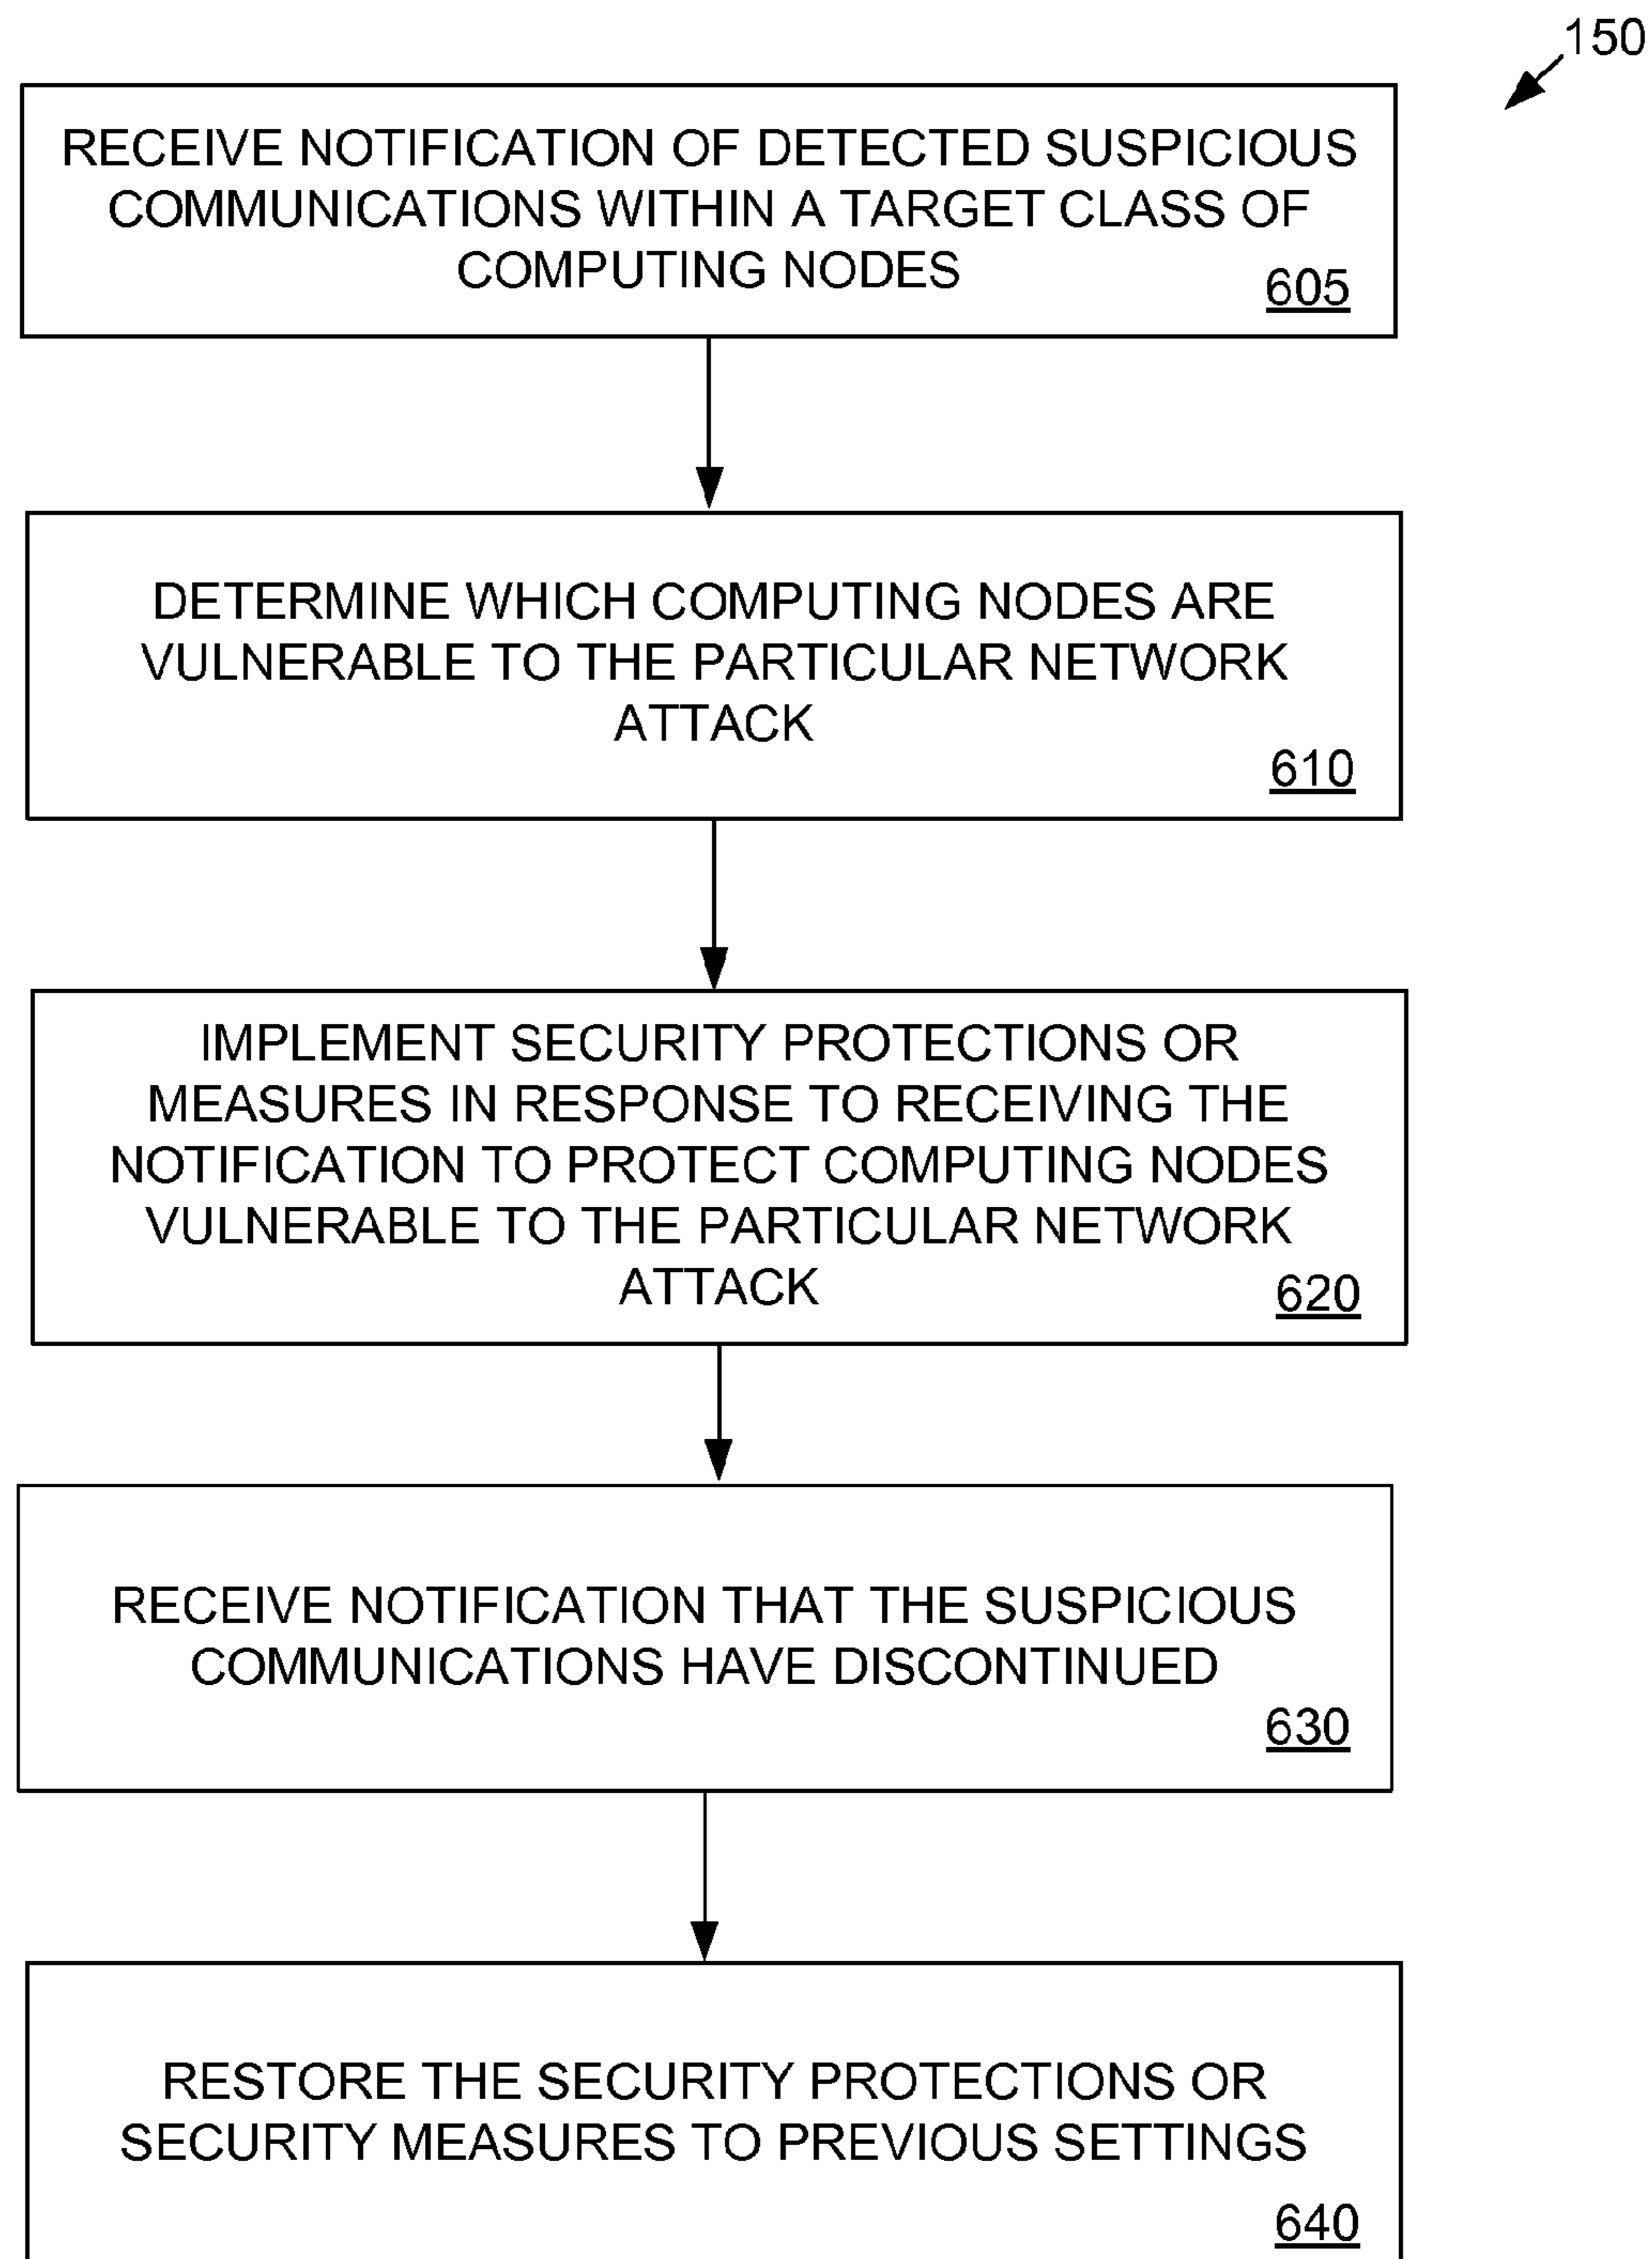 150
RECEIVE NOTIFICATION OF DETECTED SUSPICIOUS
COMMUNICATIONS WITHIN A TARGET CLASS OF
COMPUTING NODES
605
DETERMINE WHICH COMPUTING NODES ARE
VULNERABLE TO THE PARTICULAR NETWORK
ATTACK
610
IMPLEMENT SECURITY PROTECTIONS OR
MEASURES IN RESPONSE TO RECEIVING THE
NOTIFICATION TO PROTECT COMPUTING NODES
VULNERABLE TO THE PARTICULAR NETWORK
ATTACK
620
RECEIVE NOTIFICATION THAT THE SUSPICIOUS
COMMUNICATIONS HAVE DISCONTINUED
630
RESTORE THE SECURITY PROTECTIONS OR
SECURITY MEASURES TO PREVIOUS SETTINGS
640